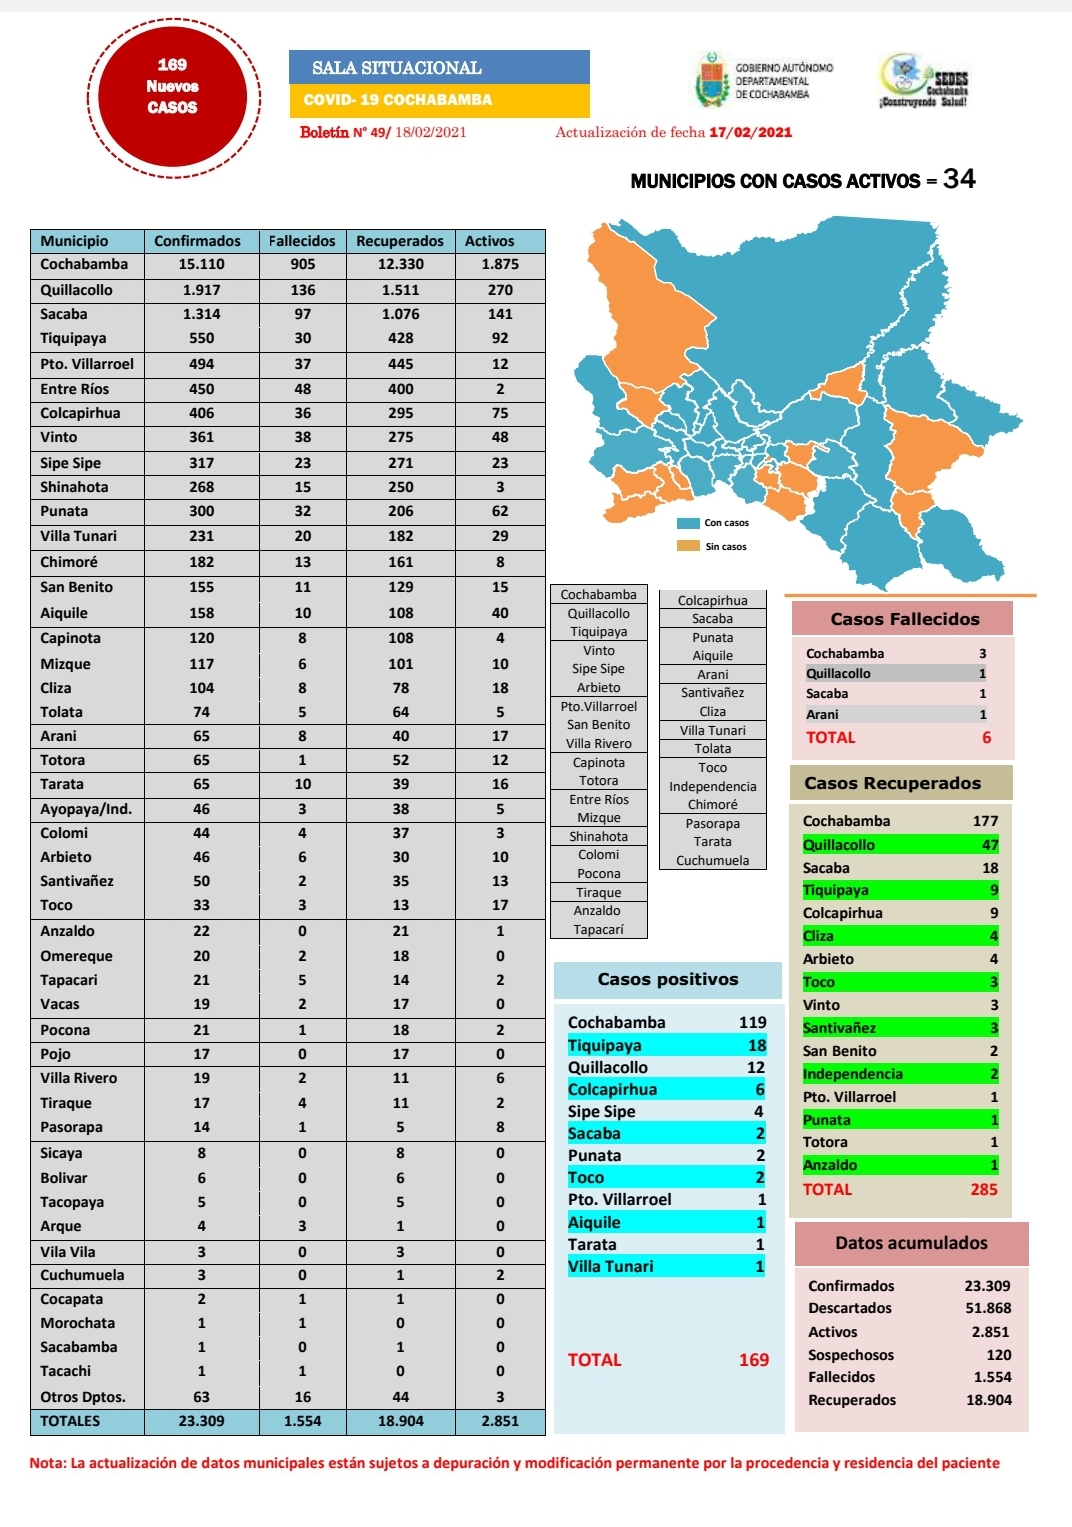 169
Nuevos
CASOS
SALA SITUACIONAL
COVID- 19 COCHABAMBA
Boletín N° 49/ 18/02/2021
Actualización de fecha 17/02/2021
GOBIERNO AUTÓNOMO
DEPARTAMENTAL
DE COCHABAMBA
SEDES
Cochabamba
¡Construyendo Salud!
MUNICIPIOS CON CASOS ACTIVOS = 34
Municipio Confirmados Fallecidos Recuperados Activos
Cochabamba 15.110 905 12.330 1.875
Quillacollo 1.917 136 1.511 270
Sacaba 1.314 97 1.076 141
Tiquipaya 550 30 428 92
Pto. Villarroel 494 37 445 12
Entre Ríos 450 48 400 2
Colcapirhua 406 36 295 75
Vinto 361 38 275 48
Sipe Sipe 317 23 271 23
Shinahota 268 15 250 3
Punata 300 32 206 62
Villa Tunari 231 20 182 29
Chimoré 182 13 161 8
San Benito 155 11 129 15
Aiquile 158 10 108 40
Capinota 120 8 108 4
Mizque 117 6 101 10
Cliza 104 8 78 18
Tolata 74 5 64 5
Arani 65 8 40 17
Totora 65 1 52 12
Tarata 65 10 39 16
Ayopaya/Ind. 46 3 38 5
Colomi 44 4 37 3
Arbieto 46 6 30 10
Santivañez 50 2 35 13
Toco 33 3 13 17
Anzaldo 22 0 21 1
Omereque 20 2 18 0
Tapacari 21 5 14 2
Vacas 19 2 17 0
Pocona 21 1 18 2
Pojo 17 0 17 0
Villa Rivero 19 2 11 6
Tiraque 17 4 11 2
Pasorapa 14 1 5 8
Sicaya 8 0 8 0
Bolivar 6 0 6 0
Tacopaya 5 0 5 0
Arque 4 3 1 0
Vila Vila 3 0 3 0
Cuchumuela 3 0 1 2
Cocapata 2 1 1 0
Morochata 1 1 0 0
Sacabamba 1 0 1 0
Tacachi 1 1 0 0
Otros Dptos. 63 16 44 3
TOTALES 23.309 1.554 18.904 2.851
Con casos
Sin casos
Cochabamba
Quillacollo
Tiquipaya
Vinto
Sipe Sipe
Arbieto
Pto.Villarroel
San Benito
Villa Rivero
Capinota
Totora
Entre Ríos
Mizque
Shinahota
Colomi
Pocona
Tiraque
Anzaldo
Tapacarí
Colcapirhua
Sacaba
Punata
Aiquile
Arani
Santivañez
Cliza
Villa Tunari
Tolata
Toco
Independencia
Chimoré
Pasorapa
Tarata
Cuchumuela
Casos positivos
Cochabamba 119
Tiquipaya 18
Quillacollo 12
Colcapirhua 6
Sipe Sipe 4
Sacaba 2
Punata 2
Toco 2
Pto. Villarroel 1
Aiquile 1
Tarata 1
Villa Tunari 1
TOTAL 169
Casos Fallecidos
Cochabamba 3
Quillacollo 1
Sacaba 1
Arani 1
TOTAL 6
Casos Recuperados
Cochabamba 177
Quillacollo 47
Sacaba 18
Tiquipaya 9
Colcapirhua 9
Cliza 4
Arbieto 4
Toco 3
Vinto 3
Santivañez 3
San Benito 2
Independencia 2
Pto. Villarroel 1
Punata 1
Totora 1
Anzaldo 1
TOTAL 285
Datos acumulados
Confirmados 23.309
Descartados 51.868
Activos 2.851
Sospechosos 120
Fallecidos 1.554
Recuperados 18.904
Nota: La actualización de datos municipales están sujetos a depuración y modificación permanente por la procedencia y residencia del paciente